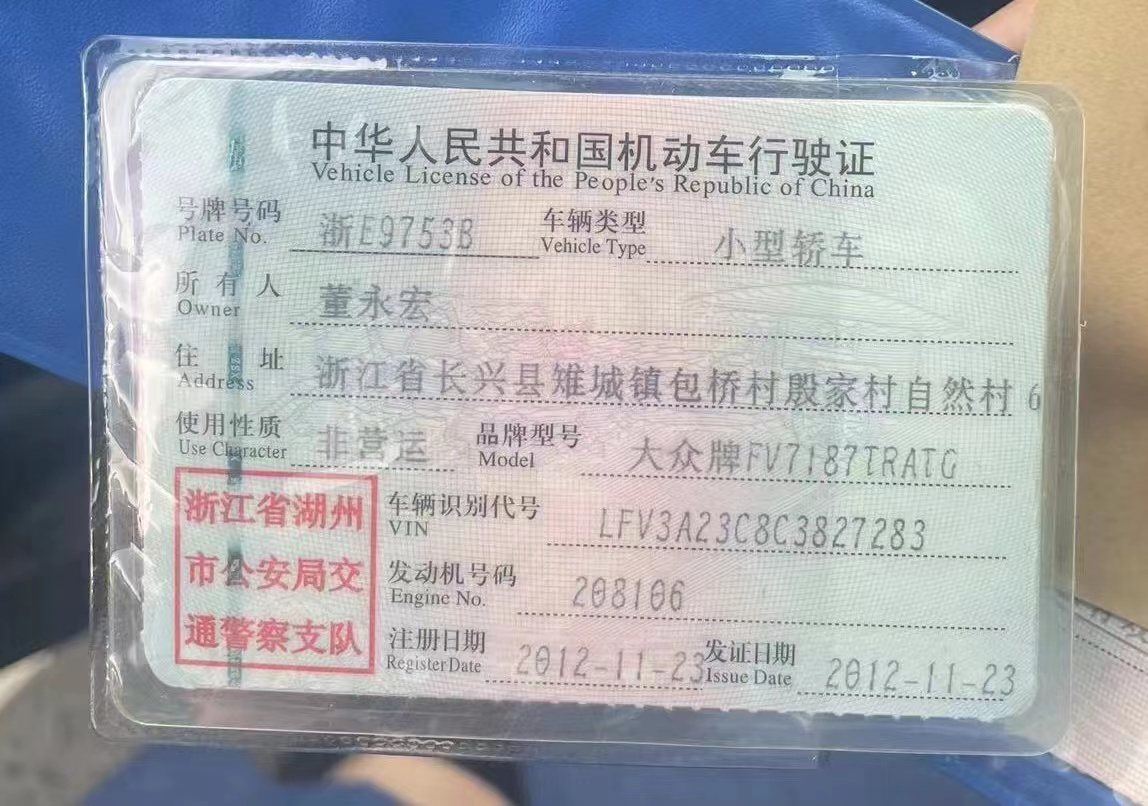 中华人民共和国机动车行驶证
Vehicle License of the People's Republic of China
号牌号码 浙E9753B 车辆类型 小型轿车
Plate No. Vehicle Type
所有人 董永宏
Owner
住址 浙江省长兴县雉城镇包桥村殷家村自然村 6
Address
使用性质 非营运 品牌型号 大众牌FV7187TRATG
Use Character Model
浙江省湖州
市公安局交
通警察支队
车辆识别代号 LFV3A23C8C3827283
VIN
发动机号码 208106
Engine No.
注册日期 2012-11-23 发证日期 2012-11-23
Register Date Issue Date